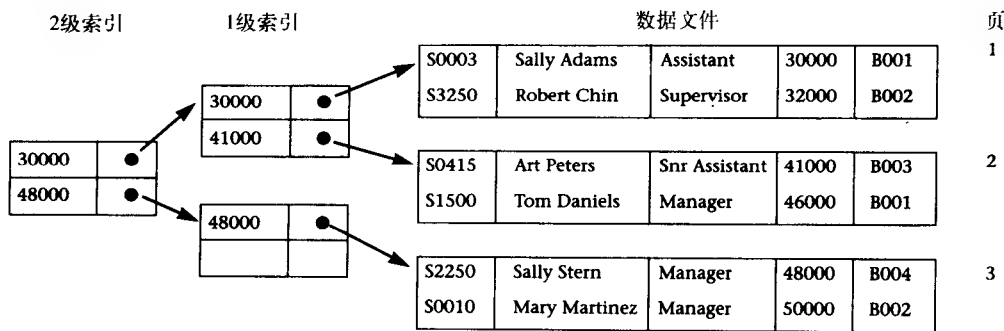 2级索引 1级索引 数据文件 页
1
S0003 Sally Adams Assistant 30000 B001
S3250 Robert Chin Supervisor 32000 B002
30000
41000
30000
48000
2
S0415 Art Peters Snr Assistant 41000 B003
S1500 Tom Daniels Manager 46000 B001
48000
3
S2250 Sally Stern Manager 48000 B004
S0010 Mary Martinez Manager 50000 B002